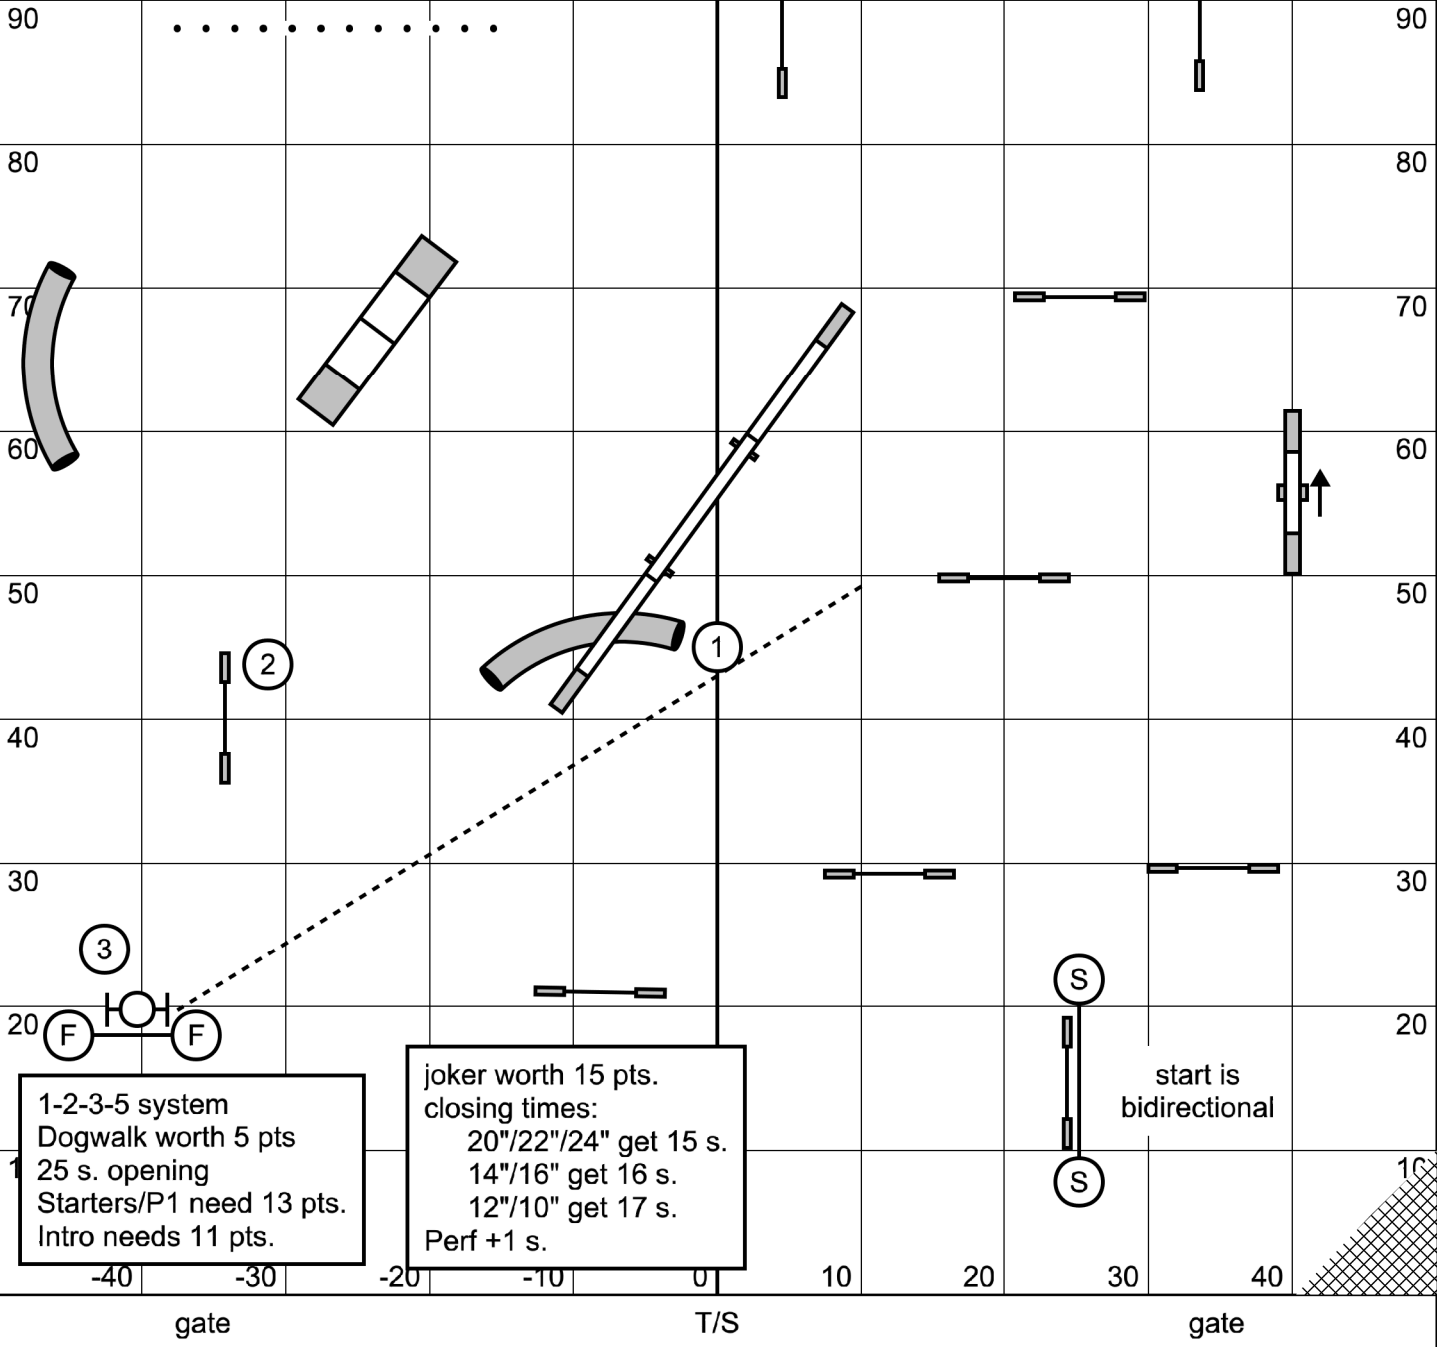 90 90
80 80
70 70
60 60
50 50
1
2
40 40
30 30
3
S
20 20
F F
1-2-3-5 system
Dogwalk worth 5 pts
25 s. opening
Starters/P1 need 13 pts.
Intro needs 11 pts.
joker worth 15 pts.
closing times:
20"/22"/24" get 15 s.
14"/16" get 16 s.
12"/10" get 17 s.
Perf +1 s.
start is
bidirectional
10
S
-40 -30 -20 -10 0 10 20 30 40
gate T/S gate